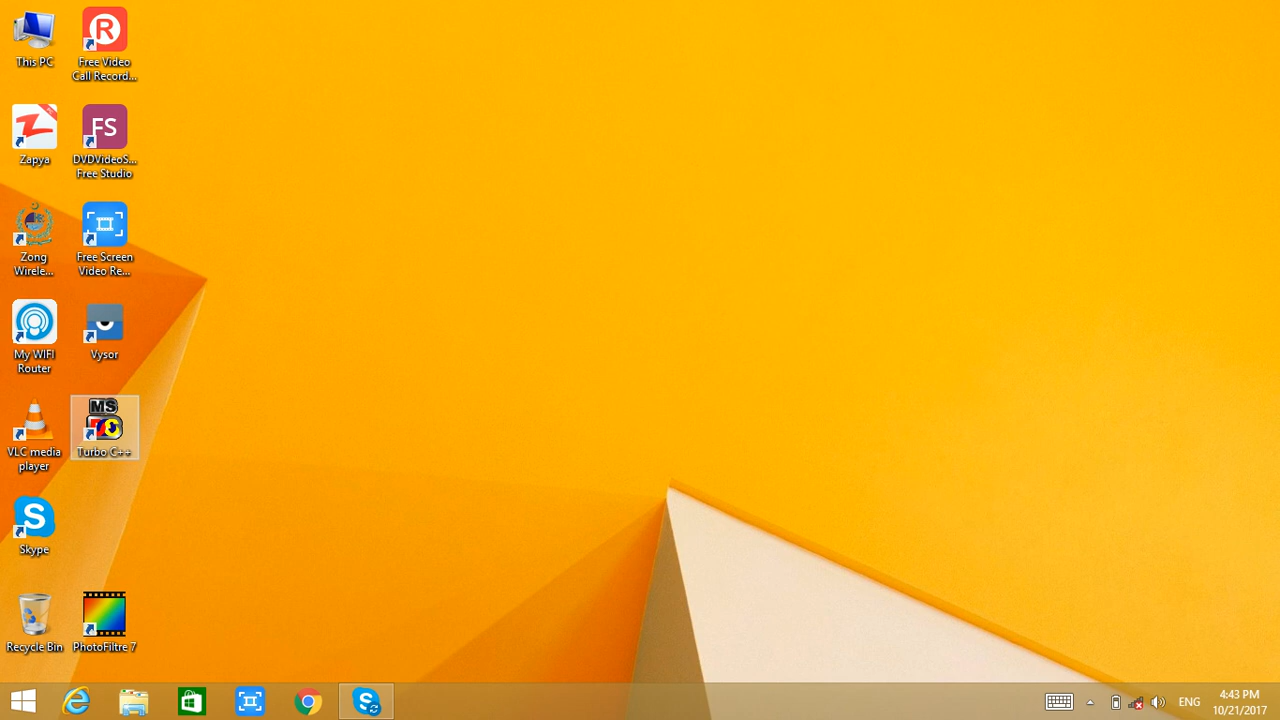 This PC
R
Free Video
Call Record...
Zapya
FS
DVDVideoS...
Free Studio
Zong
Wirele...
Free Screen
Video Re...
My WIFI
Router
Vysor
VLC media
player
MS
Turbo C++
S
Skype
Recycle Bin
PhotoFiltre 7
S
ENG
4:43 PM
10/21/2017